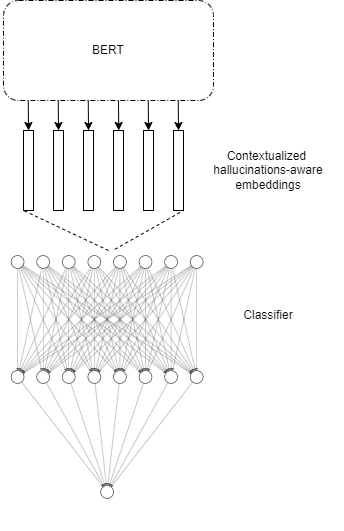 BERT
Contextualized
hallucinations-aware
embeddings
Classifier